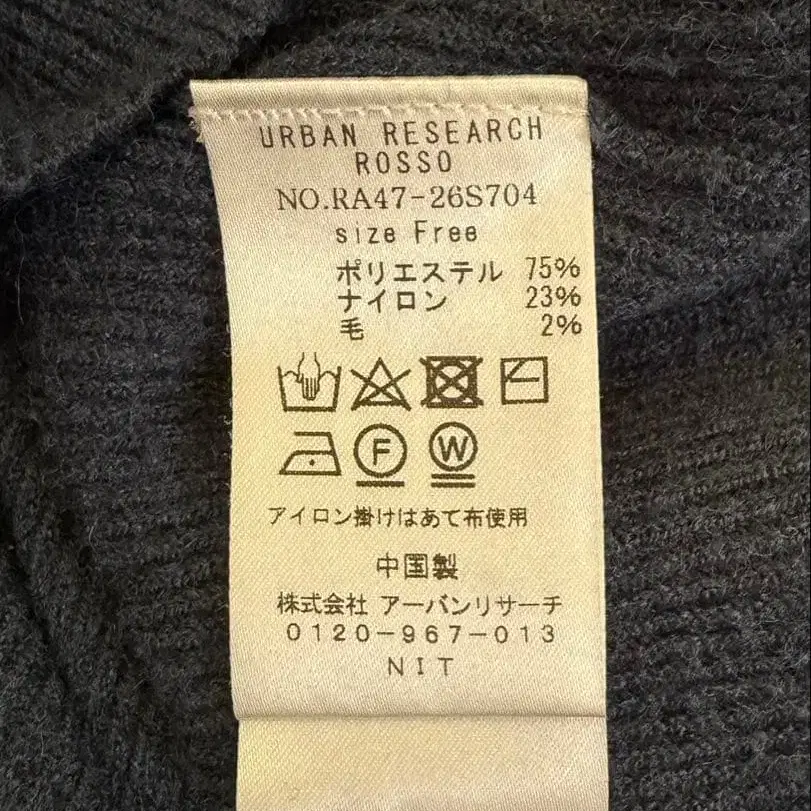 URBAN RESEARCH
ROSSO
NO.RA47-26S704
size Free
ポリエステル 75%
ナイロン 23%
毛 2%
F W
アイロン掛けはあて布使用
中国製
株式会社 アーバンリサーチ
0120-967-013
NIT